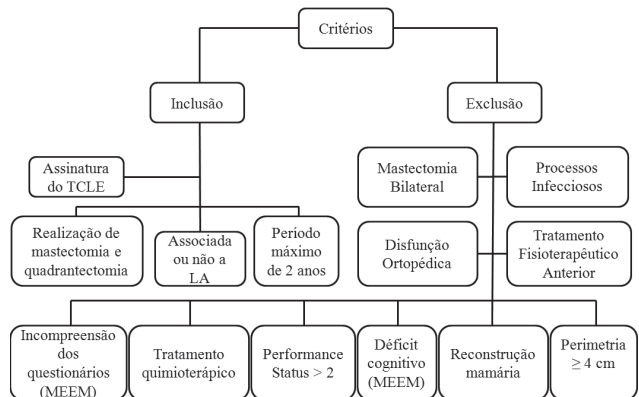 Critérios
Inclusão
Exclusão
Assinatura
do TCLE
Realização de
mastectomia e
quadrantectomia
Associada
ou não a
LA
Período
máximo
de 2 anos
Mastectomia
Bilateral
Processos
Infecciosos
Disfunção
Ortopédica
Tratamento
Fisioterapêutico
Anterior
Incompreensão
dos
questionários
(MEEM)
Tratamento
quimioterápico
Performance
Status > 2
Déficit
cognitivo
(MEEM)
Reconstrução
mamária
Perimetria
≥ 4 cm